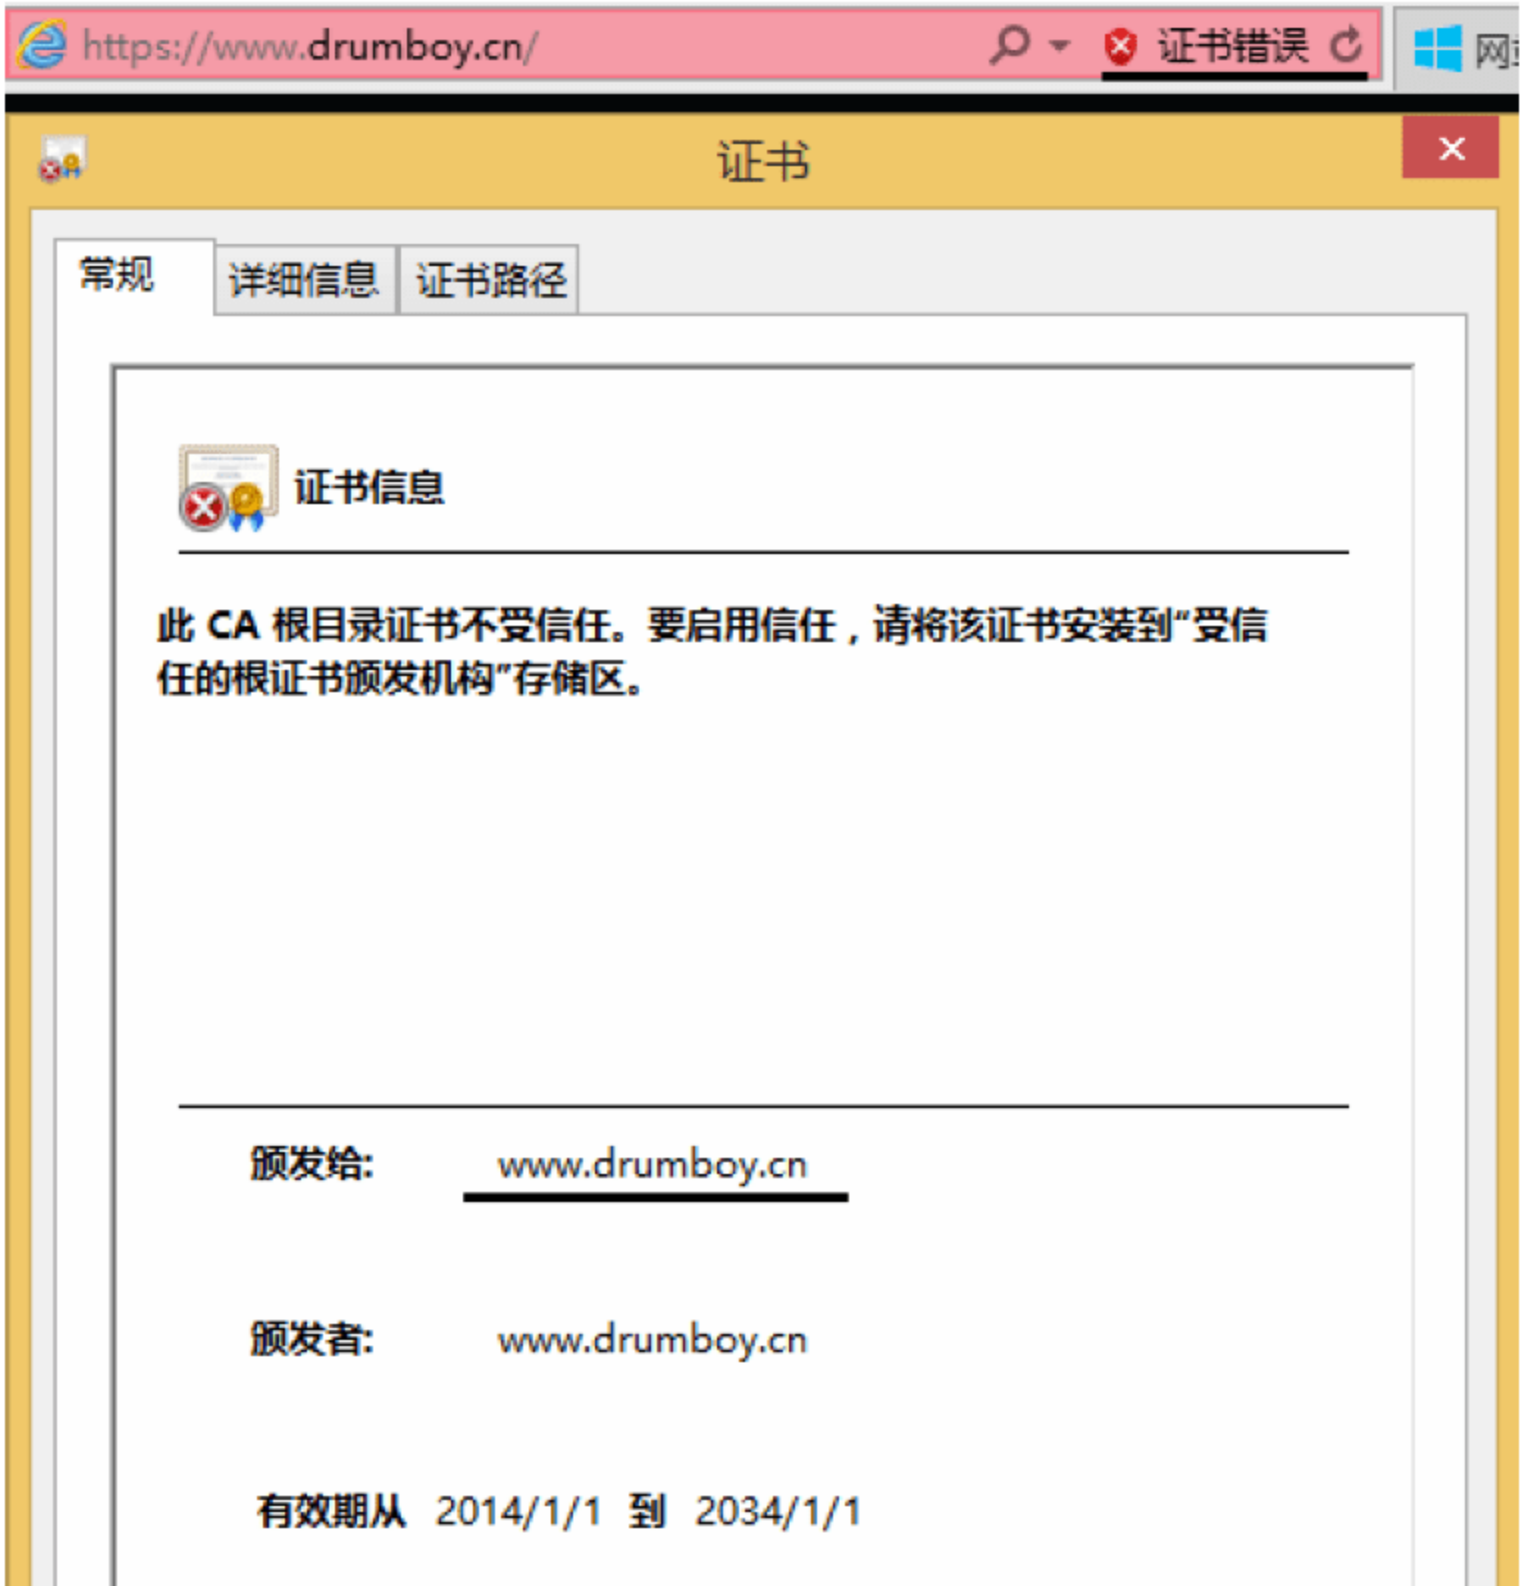 https://www.drumboy.cn/ 证书错误
证书
常规 详细信息 证书路径
证书信息
此 CA 根目录证书不受信任。要启用信任，请将该证书安装到“受信
任的根证书颁发机构”存储区。
颁发给: www.drumboy.cn
颁发者: www.drumboy.cn
有效期从 2014/1/1 到 2034/1/1